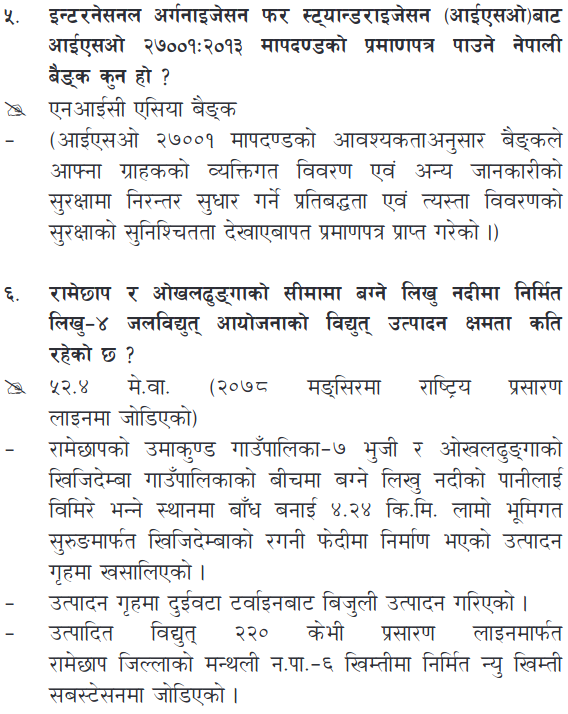 ५. इन्टरनेसनल अर्गनाइजेसन फर स्ट्यान्डराइजेसन (आईएसओ)बाट
आईएसओ २७००१:२०१३ मापदण्डको प्रमाणपत्र पाउने नेपाली
बैङ्क कुन हो ?
एनआईसी एसिया बैङ्क
– (आईएसओ २७००१ मापदण्डको आवश्यकताअनुसार बैङ्कले
आफ्ना ग्राहकको व्यक्तिगत विवरण एवं अन्य जानकारीको
सुरक्षामा निरन्तर सुधार गर्ने प्रतिबद्धता एवं त्यस्ता विवरणको
सुरक्षाको सुनिश्चितता देखाएबापत प्रमाणपत्र प्राप्त गरेको ।)
६. रामेछाप र ओखलढुङ्गाको सीमामा बग्ने लिखु नदीमा निर्मित
लिखु–४ जलविद्युत् आयोजनाको विद्युत् उत्पादन क्षमता कति
रहेको छ ?
५२.४ मे.वा. (२०७८ मङ्सिरमा राष्ट्रिय प्रसारण
लाइनमा जोडिएको)
– रामेछापको उमाकुण्ड गाउँपालिका–७ भुजी र ओखलढुङ्गाको
खिजिदेम्बा गाउँपालिकाको बीचमा बग्ने लिखु नदीको पानीलाई
विमिरे भन्ने स्थानमा बाँध बनाई ४.२४ कि.मि. लामो भूमिगत
सुरुङमार्फत खिजिदेम्बाको रगनी फेदीमा निर्माण भएको उत्पादन
गृहमा खसालिएको ।
– उत्पादन गृहमा दुईवटा टर्वाइनबाट बिजुली उत्पादन गरिएको ।
– उत्पादित विद्युत् २२० केभी प्रसारण लाइनमार्फत
रामेछाप जिल्लाको मन्थली न.पा.–६ खिम्तीमा निर्मित न्यु खिम्ती
सबस्टेसनमा जोडिएको ।